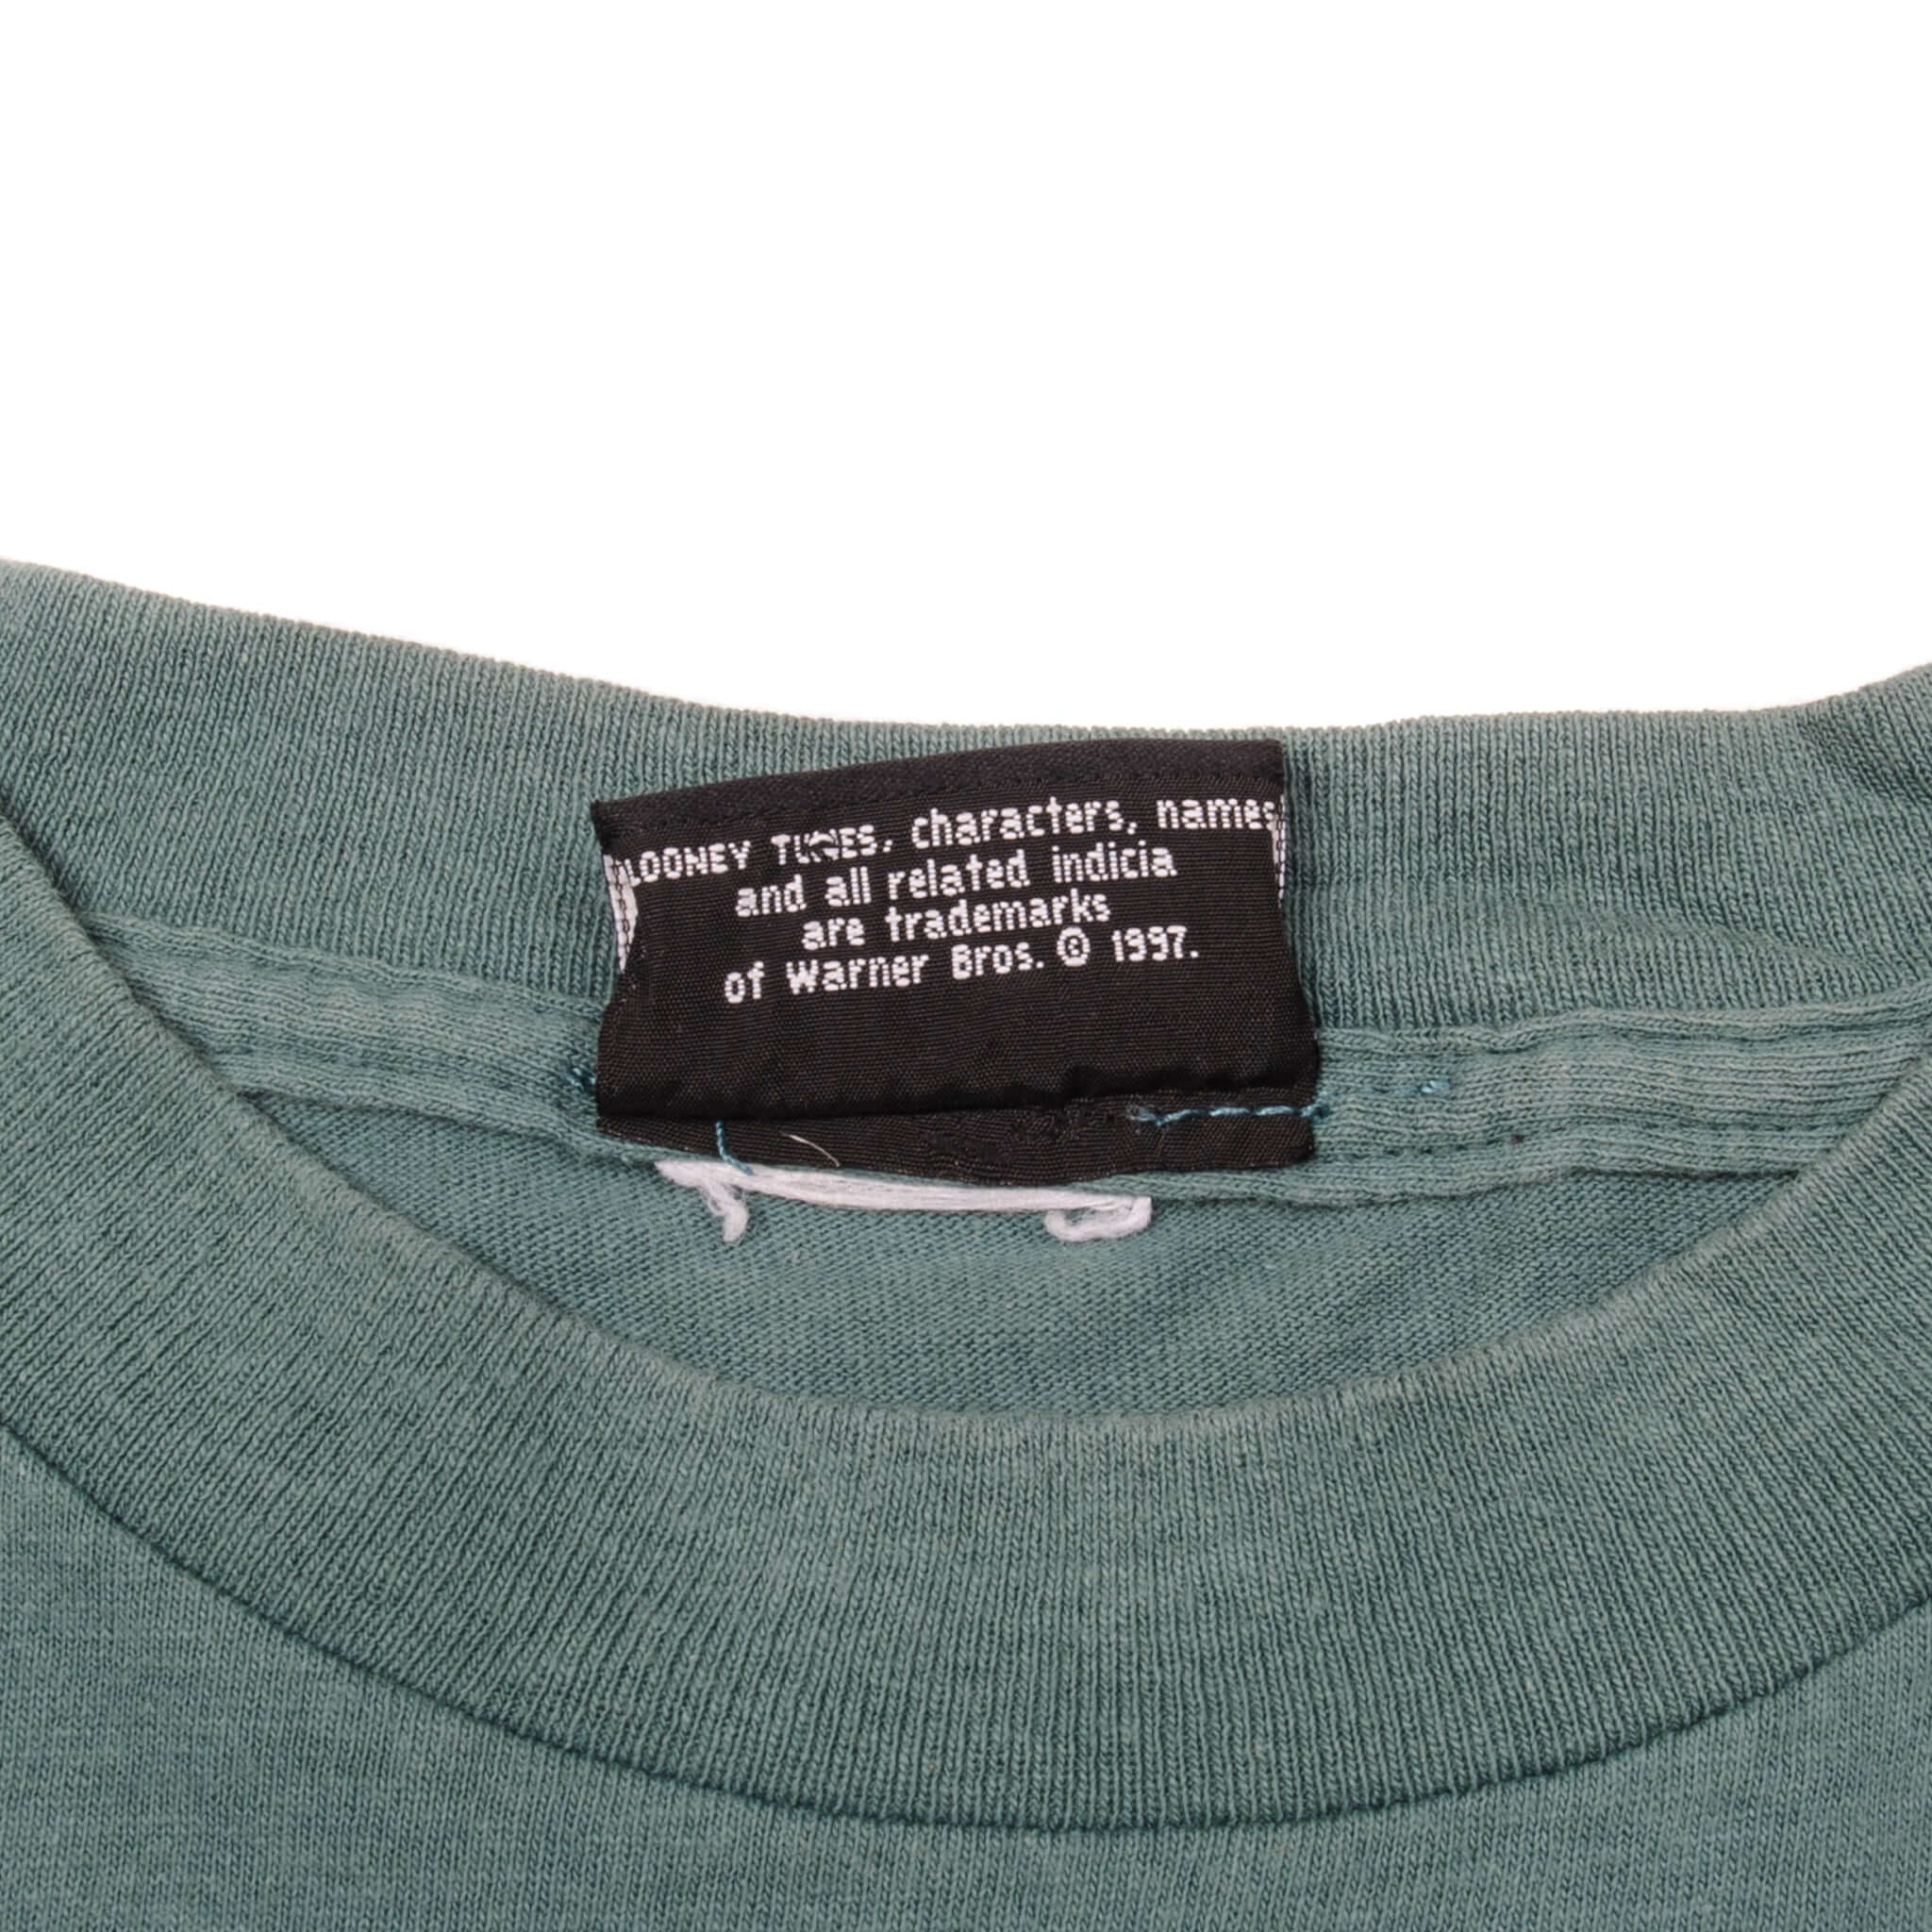 LOONEY TUNES, characters, names
and all related indicia
are trademarks
of Warner Bros. © 1997.